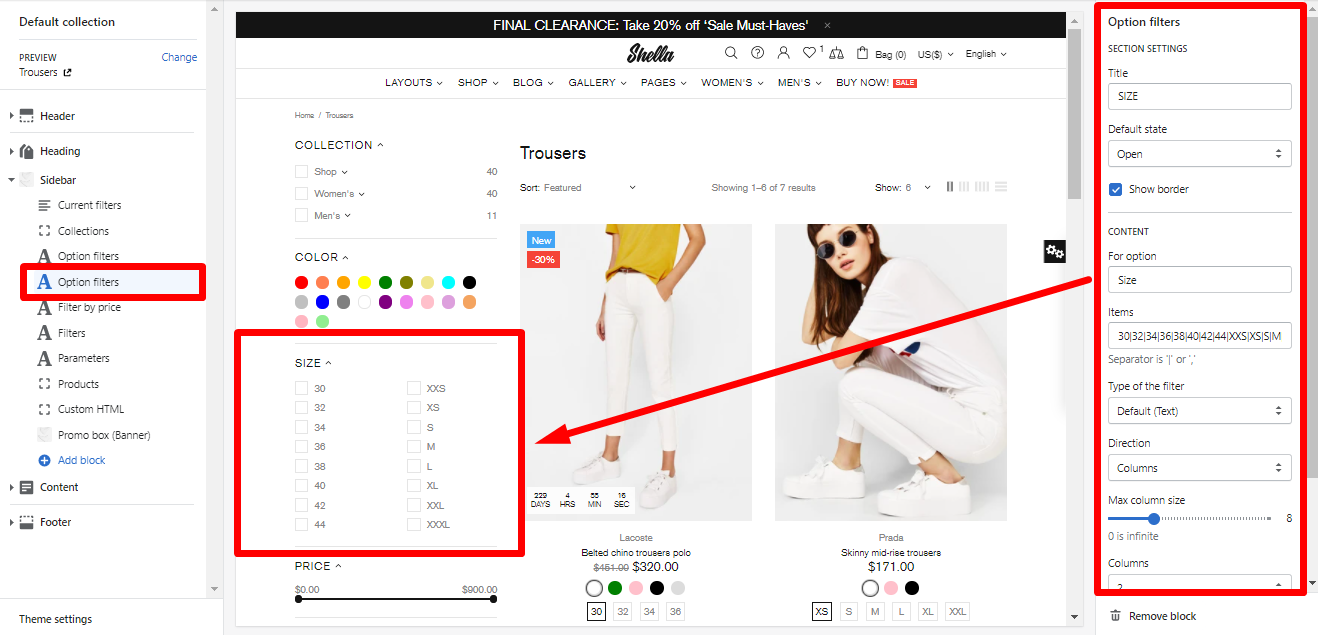 Default collection
PREVIEW
Change
Trousers
Header
Heading
Sidebar
Current filters
Collections
Option filters
Option filters
Filter by price
Filters
Parameters
Products
Custom HTML
Promo box (Banner)
Add block
Content
Footer
Theme settings
FINAL CLEARANCE: Take 20% off ‘Sale Must-Haves' ×
Shella
1
Bag (0)
US($)
English
LAYOUTS SHOP BLOG GALLERY PAGES WOMEN'S MEN'S BUY NOW! SALE
Home / Trousers
COLLECTION
Shop 40
Women's 40
Men's 11
COLOR
SIZE
30 XXS
32 XS
34 S
36 M
38 L
40 XL
42 XXL
44 XXXL
PRICE
$0.00 $900.00
Trousers
Sort: Featured
Showing 1–6 of 7 results
Show: 6
New
-30%
229 4 55 16
DAYS HRS MIN SEC
Lacoste
Belted chino trousers polo
$451.00 $320.00
30 32 34 36
Prada
Skinny mid-rise trousers
$171.00
XS S M L XL XXL
Option filters
SECTION SETTINGS
Title
SIZE
Default state
Open
Show border
CONTENT
For option
Size
Items
30|32|34|36|38|40|42|44|XXS|XS|S|M
Separator is '|' or ','
Type of the filter
Default (Text)
Direction
Columns
Max column size
8
0 is infinite
Columns
2
Remove block